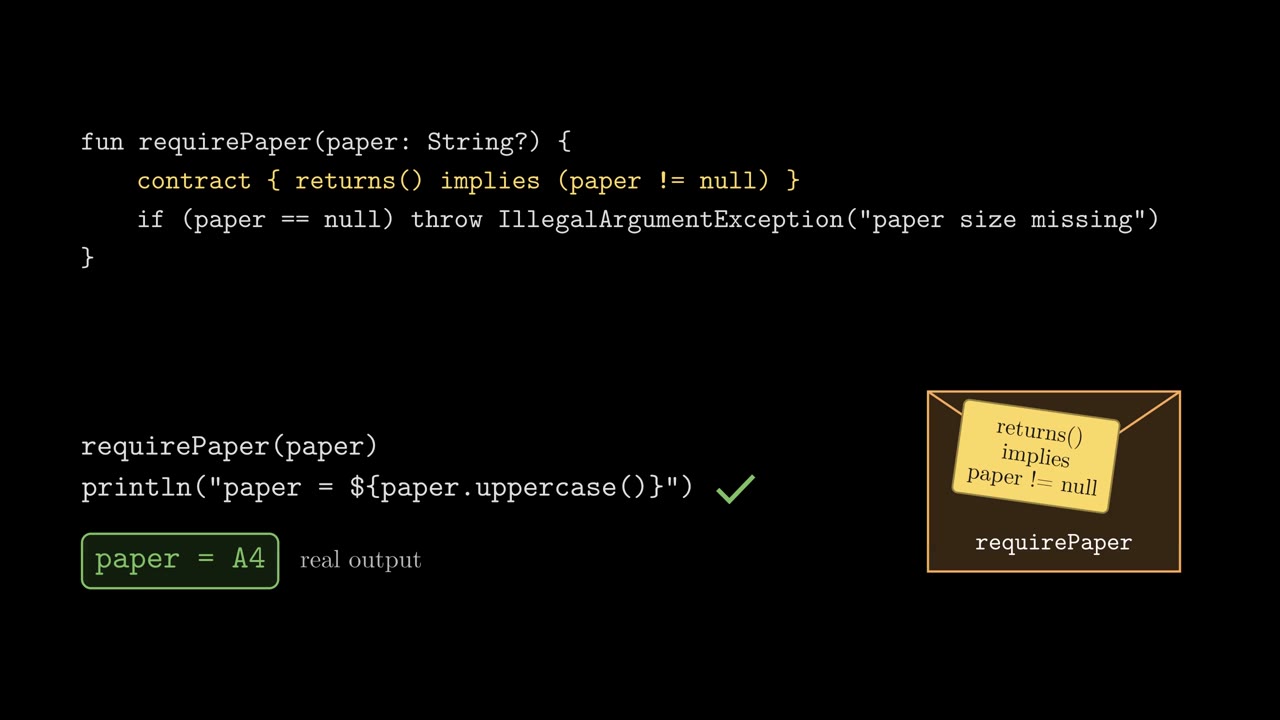 fun requirePaper(paper: String?) {
    contract { returns() implies (paper != null) }
    if (paper == null) throw IllegalArgumentException("paper size missing")
}
requirePaper(paper)
println("paper = ${paper.uppercase()}")
paper = A4
real output
returns()
implies
paper != null
requirePaper